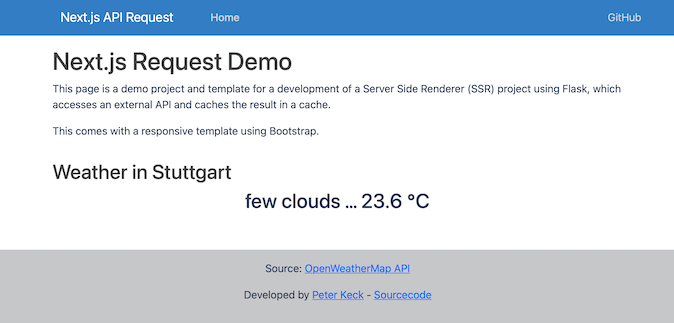 Next.js API Request Home GitHub
Next.js Request Demo
This page is a demo project and template for a development of a Server Side Renderer (SSR) project using Flask, which
accesses an external API and caches the result in a cache.
This comes with a responsive template using Bootstrap.
Weather in Stuttgart
few clouds ... 23.6 °C
Source: OpenWeatherMap API
Developed by Peter Keck - Sourcecode